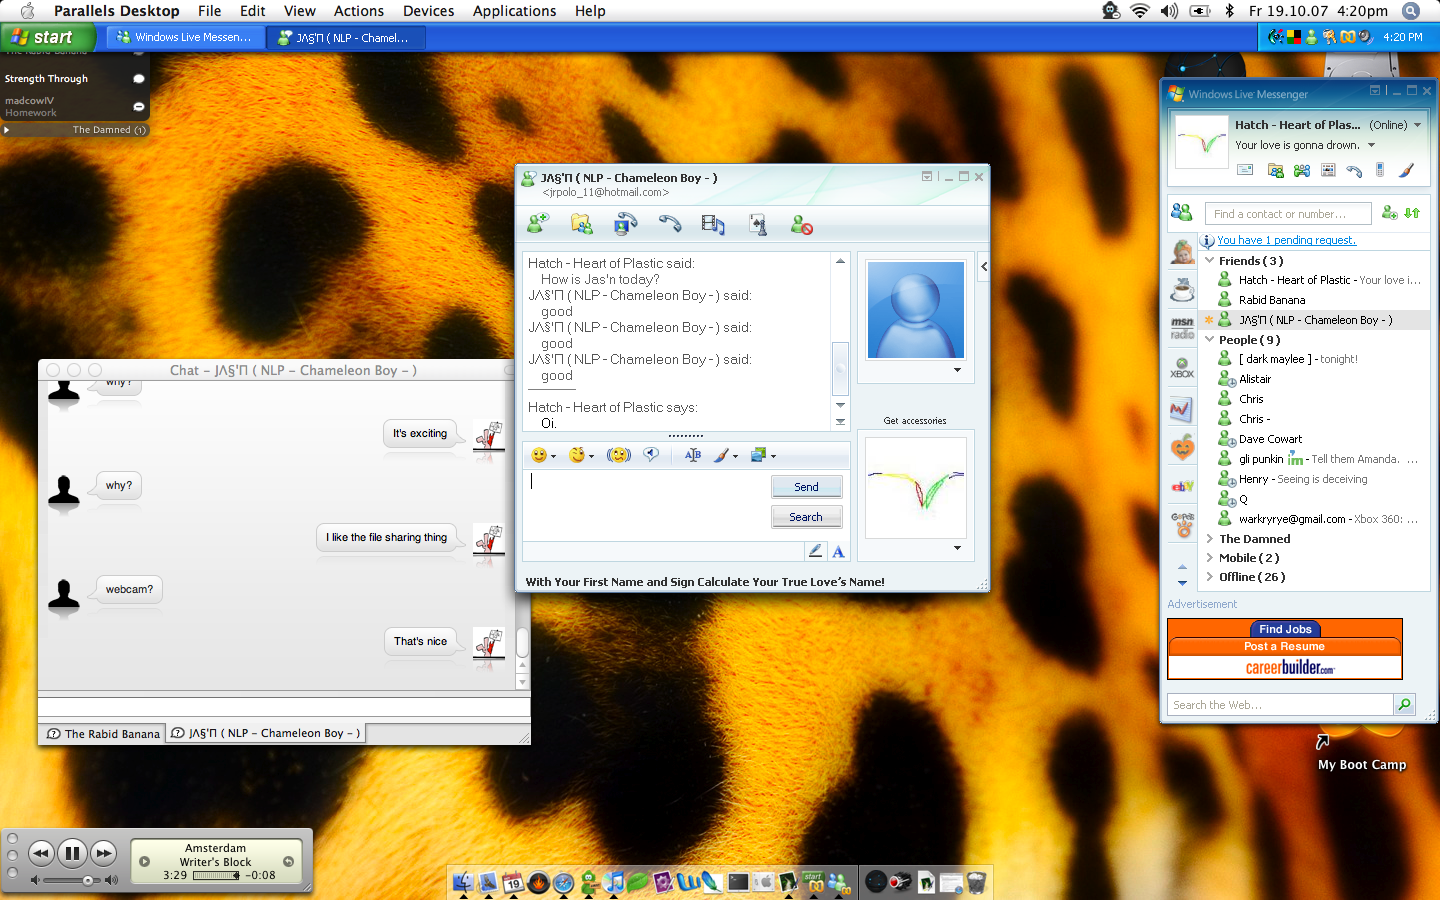 Parallels Desktop File Edit View Actions Devices Applications Help
Fr 19.10.07 4:20pm
start
Windows Live Messen...
JΛ§'Π ( NLP - Chamel...
4:20 PM
Strength Through
madcowIV
Homework
The Damned (1)
JΛ§'Π ( NLP - Chameleon Boy - )
<jrpolo_11@hotmail.com>
Hatch - Heart of Plastic said:
How is Jas'n today?
JΛ§'Π ( NLP - Chameleon Boy - ) said:
good
JΛ§'Π ( NLP - Chameleon Boy - ) said:
good
JΛ§'Π ( NLP - Chameleon Boy - ) said:
good
Hatch - Heart of Plastic says:
Oi.
Get accessories
Send
Search
A
With Your First Name and Sign Calculate Your True Love's Name!
Chat - JΛ§'Π ( NLP - Chameleon Boy - )
why?
It's exciting
why?
I like the file sharing thing
webcam?
That's nice
The Rabid Banana
JΛ§'Π ( NLP - Chameleon Boy - )
Windows Live Messenger
Hatch - Heart of Plas... (Online)
Your love is gonna drown.
Find a contact or number...
You have 1 pending request.
Friends ( 3 )
Hatch - Heart of Plastic - Your love i...
Rabid Banana
JΛ§'Π ( NLP - Chameleon Boy - )
People ( 9 )
[ dark maylee ] - tonight!
Alistair
Chris
Chris -
Dave Cowart
gli punkin im - Tell them Amanda. ...
Henry - Seeing is deceiving
Q
warkryrye@gmail.com - Xbox 360: ...
The Damned
Mobile ( 2 )
Offline ( 26 )
msn
radio
XBOX
ebY
Advertisement
Find Jobs
Post a Resume
careerbuilder.com
Search the Web...
My Boot Camp
Amsterdam
Writer's Block
3:29
-0:08
19
start